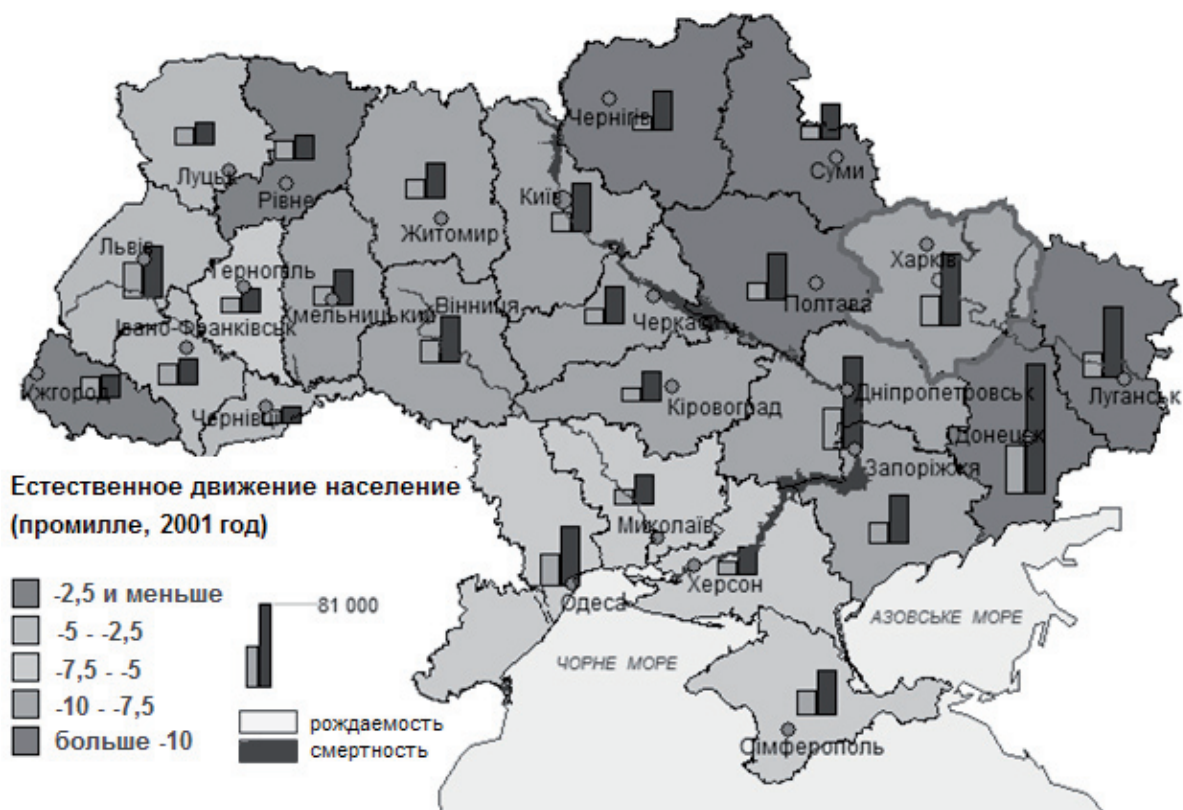 Чернігів
Суми
Луцьк
Рівне
Київ
Житомир
Львів
Тернопіль
Хмельницький
Вінниця
Черкаси
Полтава
Харків
Івано-Франківськ
Ужгород
Чернівці
Кіровоград
Дніпропетровськ
Луганськ
Донецьк
Запоріжжя
Миколаїв
Херсон
Одеса
Сімферополь
АЗОВСЬКЕ МОРЕ
ЧОРНЕ МОРЕ
Естественное движение население
(промилле, 2001 год)
-2,5 и меньше
-5 - -2,5
-7,5 - -5
-10 - -7,5
больше -10
81 000
рождаемость
смертность